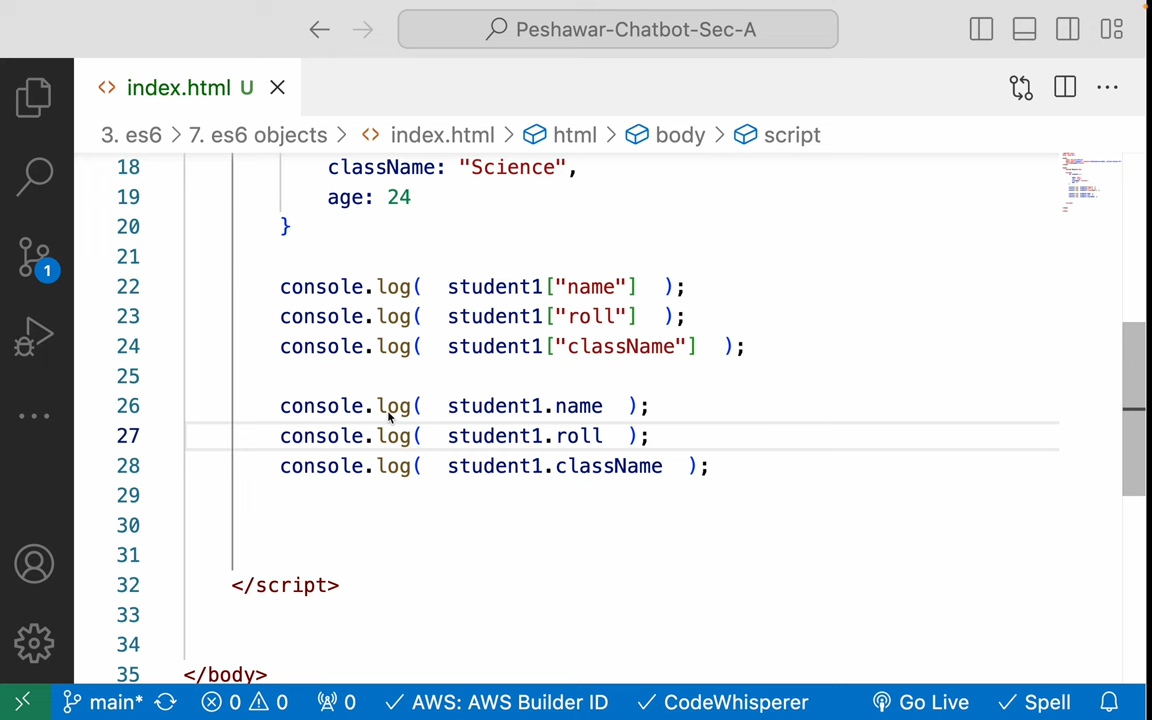 Peshawar-Chatbot-Sec-A
index.html U
3. es6 > 7. es6 objects > index.html > html > body > script
18 className: "Science",
19 age: 24
20 }
21
22 console.log(  student1["name"]  );
23 console.log(  student1["roll"]  );
24 console.log(  student1["className"]  );
25
26 console.log(  student1.name  );
27 console.log(  student1.roll  );
28 console.log(  student1.className  );
29
30
31
32 </script>
33
34
35 </body>
1
main* 0 0 0 AWS: AWS Builder ID CodeWhisperer Go Live Spell